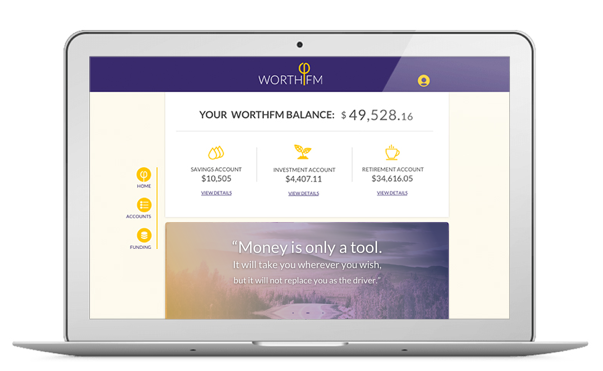 WORTHFM
YOUR WORTHFM BALANCE: $ 49,528.16
SAVINGS ACCOUNT
$10,505
VIEW DETAILS
INVESTMENT ACCOUNT
$4,407.11
VIEW DETAILS
RETIREMENT ACCOUNT
$34,616.05
VIEW DETAILS
HOME
ACCOUNTS
FUNDING
“Money is only a tool.
It will take you wherever you wish,
but it will not replace you as the driver.”